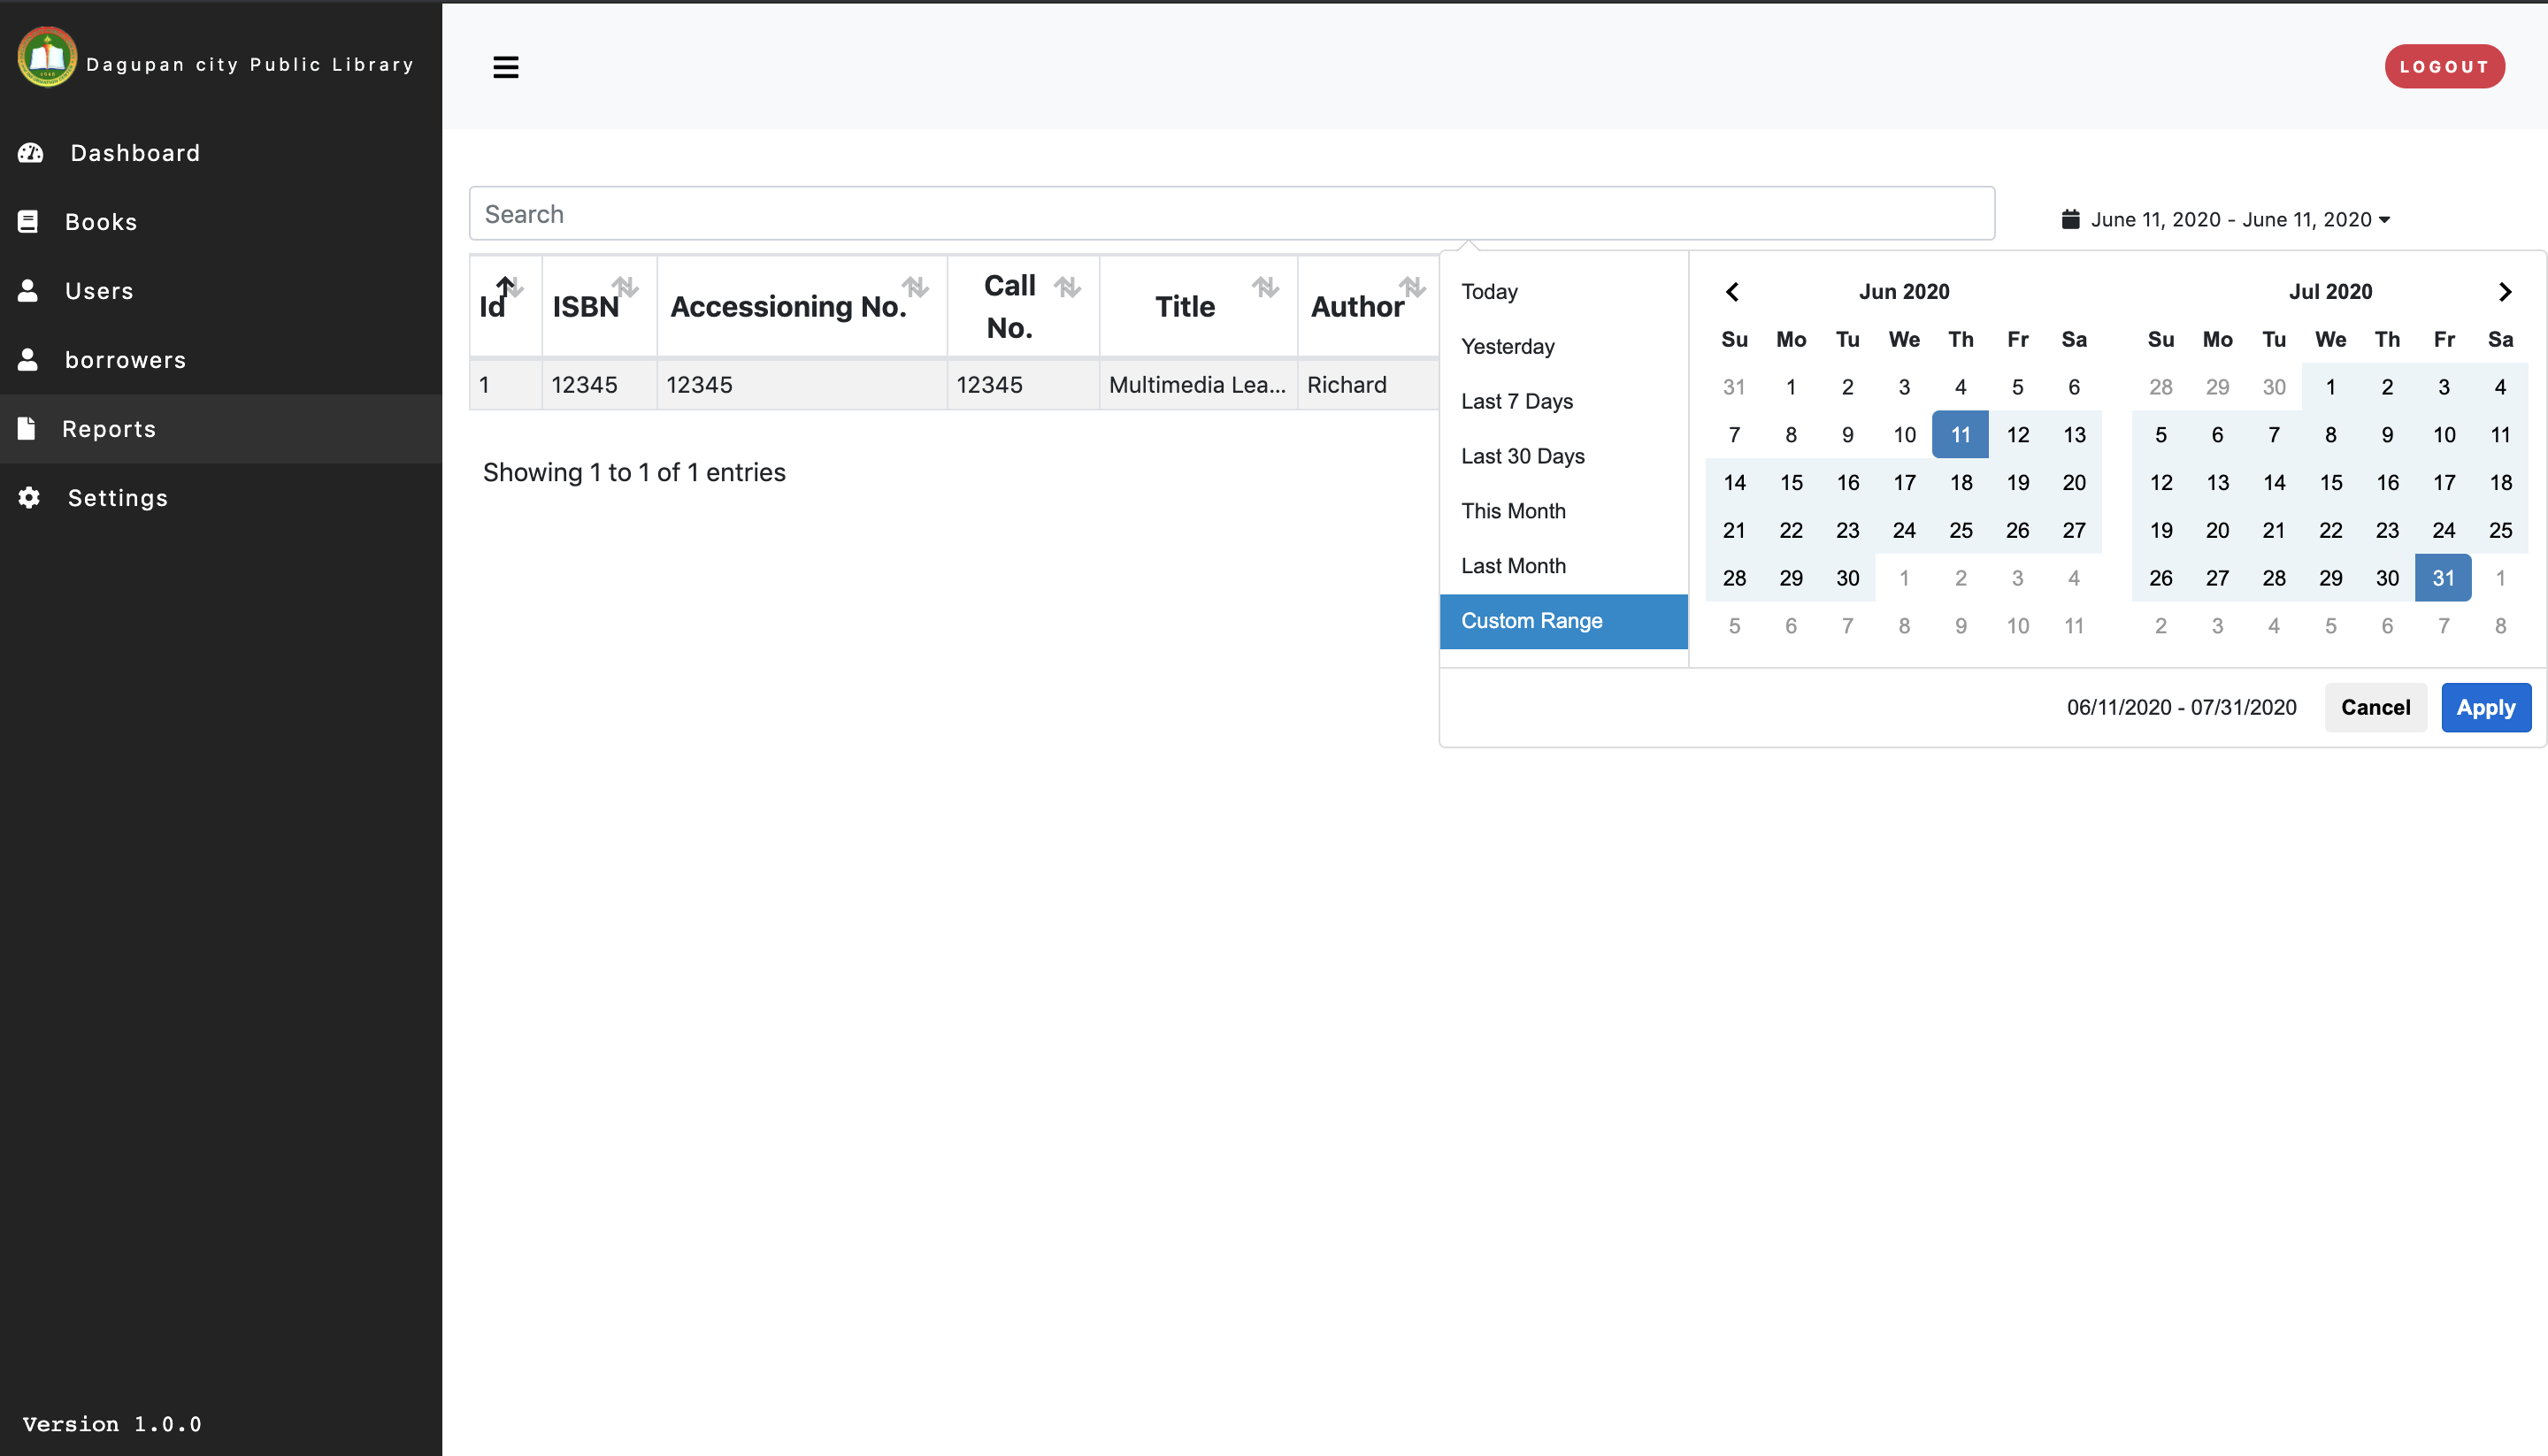 Dagupan city Public Library
Dashboard
Books
Users
borrowers
Reports
Settings
Version 1.0.0
LOGOUT
Search
June 11, 2020 - June 11, 2020
Id ISBN Accessioning No. Call No. Title Author
1 12345 12345 12345 Multimedia Lea... Richard
Showing 1 to 1 of 1 entries
Today
Yesterday
Last 7 Days
Last 30 Days
This Month
Last Month
Custom Range
Jun 2020
Su Mo Tu We Th Fr Sa
31 1 2 3 4 5 6
7 8 9 10 11 12 13
14 15 16 17 18 19 20
21 22 23 24 25 26 27
28 29 30 1 2 3 4
5 6 7 8 9 10 11
Jul 2020
Su Mo Tu We Th Fr Sa
28 29 30 1 2 3 4
5 6 7 8 9 10 11
12 13 14 15 16 17 18
19 20 21 22 23 24 25
26 27 28 29 30 31 1
2 3 4 5 6 7 8
06/11/2020 - 07/31/2020 Cancel Apply